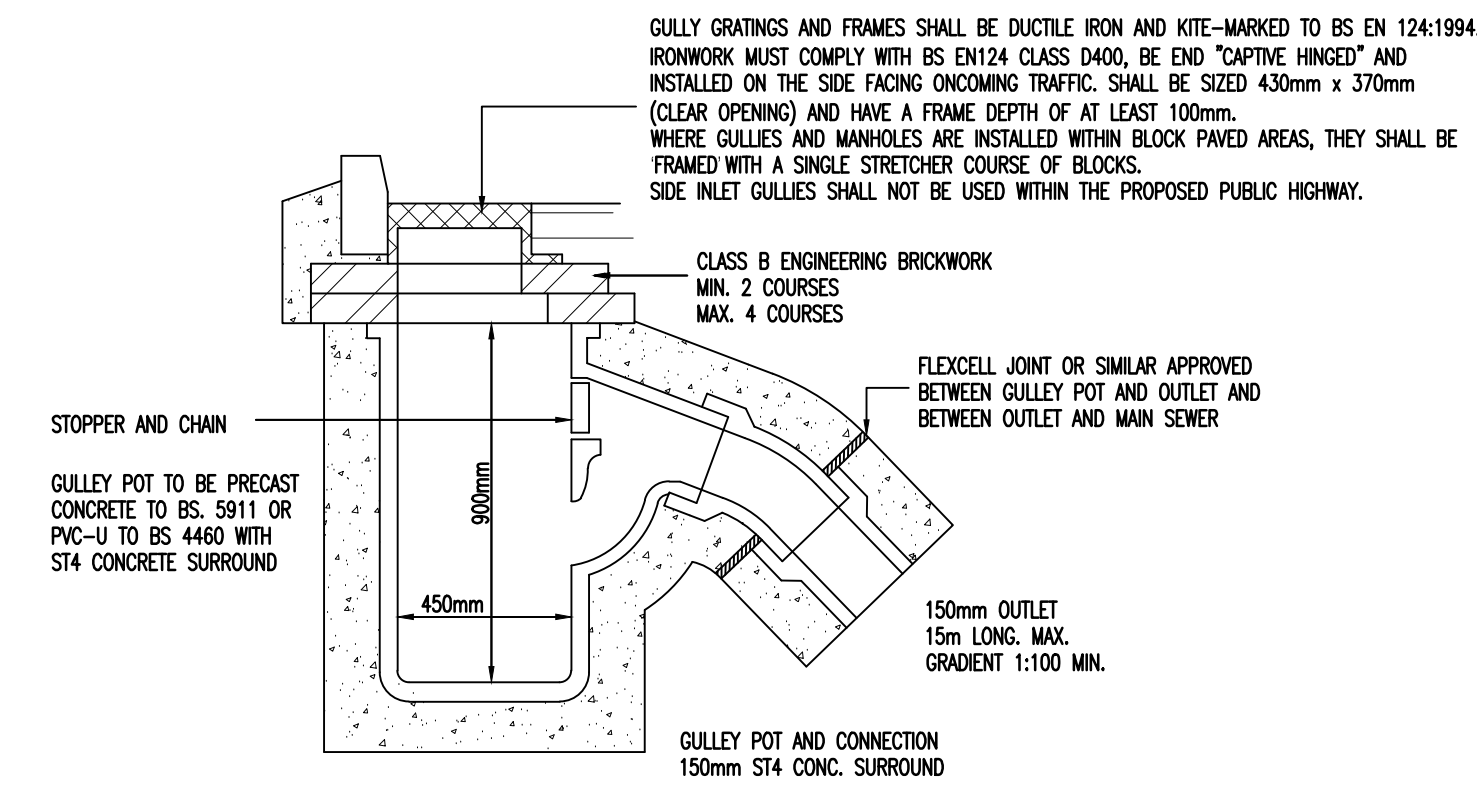 GULLY GRATINGS AND FRAMES SHALL BE DUCTILE IRON AND KITE-MARKED TO BS EN 124:1994.
IRONWORK MUST COMPLY WITH BS EN124 CLASS D400, BE END "CAPTIVE HINGED" AND
INSTALLED ON THE SIDE FACING ONCOMING TRAFFIC. SHALL BE SIZED 430mm x 370mm
(CLEAR OPENING) AND HAVE A FRAME DEPTH OF AT LEAST 100mm.
WHERE GULLIES AND MANHOLES ARE INSTALLED WITHIN BLOCK PAVED AREAS, THEY SHALL BE
'FRAMED' WITH A SINGLE STRETCHER COURSE OF BLOCKS.
SIDE INLET GULLIES SHALL NOT BE USED WITHIN THE PROPOSED PUBLIC HIGHWAY.
CLASS B ENGINEERING BRICKWORK
MIN. 2 COURSES
MAX. 4 COURSES
FLEXCELL JOINT OR SIMILAR APPROVED
BETWEEN GULLEY POT AND OUTLET AND
BETWEEN OUTLET AND MAIN SEWER
STOPPER AND CHAIN
GULLEY POT TO BE PRECAST
CONCRETE TO BS. 5911 OR
PVC-U TO BS 4460 WITH
ST4 CONCRETE SURROUND
900mm
450mm
150mm OUTLET
15m LONG. MAX.
GRADIENT 1:100 MIN.
GULLEY POT AND CONNECTION
150mm ST4 CONC. SURROUND